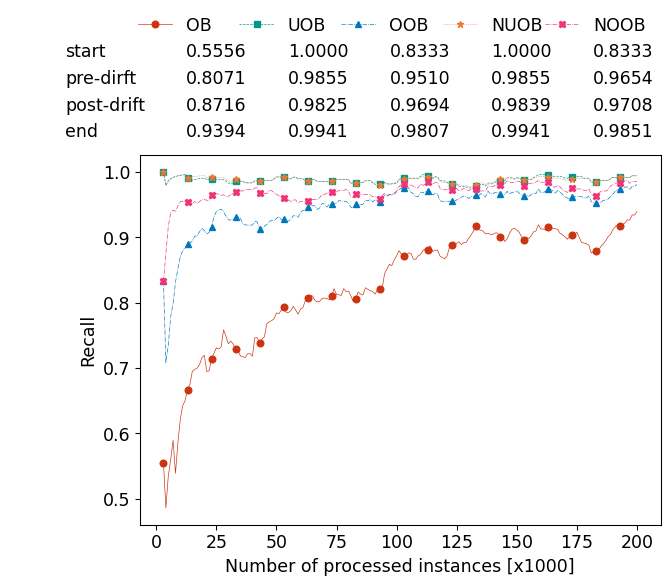 OB UOB OOB NUOB NOOB
start 0.5556 1.0000 0.8333 1.0000 0.8333
pre-dirft 0.8071 0.9855 0.9510 0.9855 0.9654
post-drift 0.8716 0.9825 0.9694 0.9839 0.9708
end 0.9394 0.9941 0.9807 0.9941 0.9851
1.0
0.9
0.8
0.7
0.6
0.5
Recall
0 25 50 75 100 125 150 175 200
Number of processed instances [x1000]